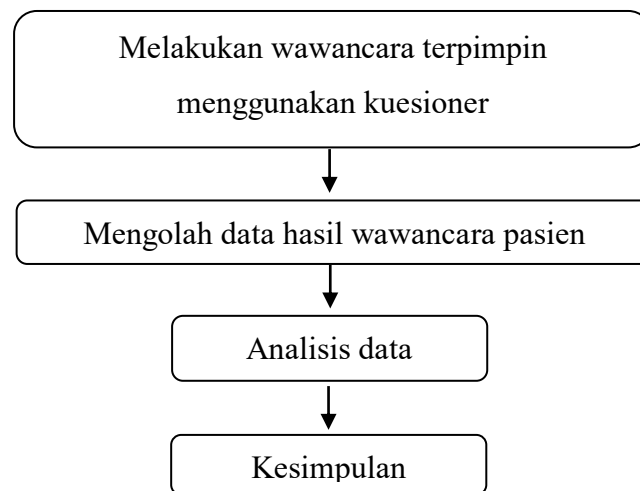 Melakukan wawancara terpimpin
menggunakan kuesioner
Mengolah data hasil wawancara pasien
Analisis data
Kesimpulan